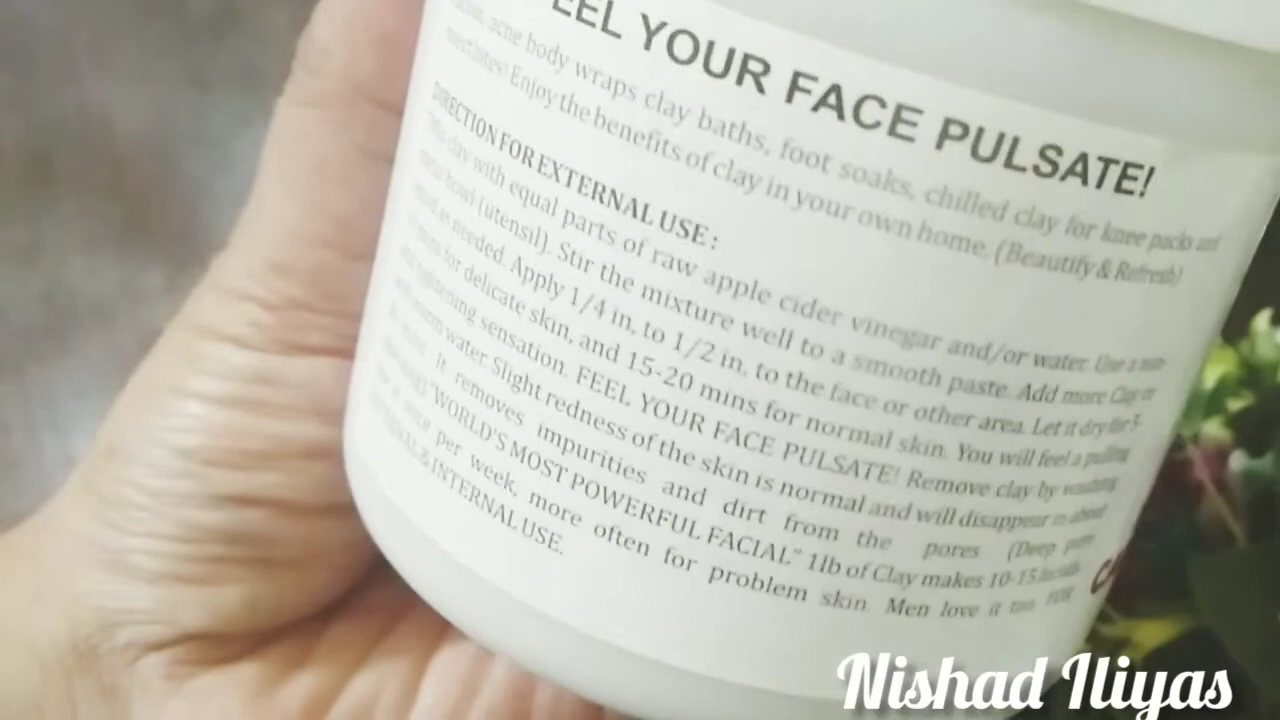 EEL YOUR FACE PULSATE!
acne body wraps clay baths, foot soaks, chilled clay for knee packs and
Enjoy the benefits of clay in your own home. (Beautify & Refresh)
DIRECTION FOR EXTERNAL USE :
clay with equal parts of raw apple cider vinegar and/or water. Use a
bowl (utensil). Stir the mixture well to a smooth paste. Add more Clay or
needed. Apply 1/4 in. to 1/2 in. to the face or other area. Let it dry for 5-
for delicate skin, and 15-20 mins for normal skin. You will feel a pulling
sensation. FEEL YOUR FACE PULSATE! Remove clay by washing
water. Slight redness of the skin is normal and will disappear in about
it removes impurities and dirt from the pores (Deep
"WORLD'S MOST POWERFUL FACIAL" 1lb of Clay makes 10-15
per week, more often for problem skin. Men love it too. FOR
& INTERNAL USE.
Nishad Iliyas